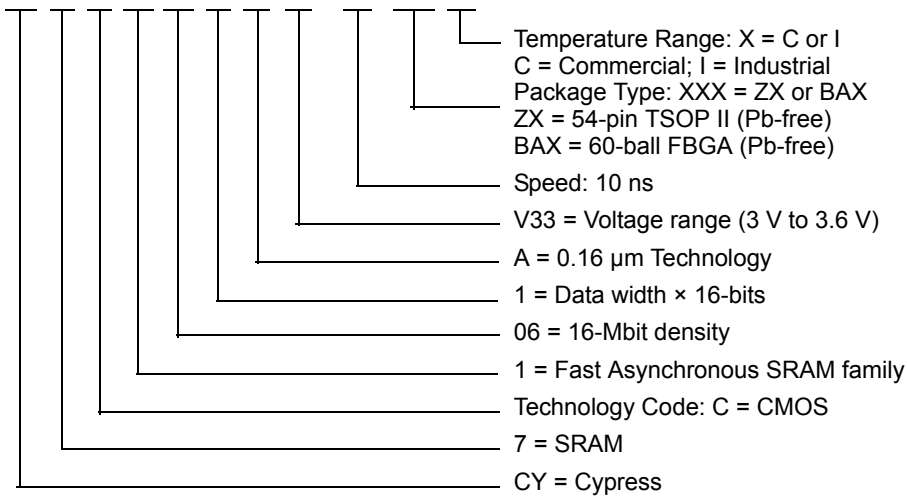 Temperature Range: X = C or I
C = Commercial; I = Industrial
Package Type: XXX = ZX or BAX
ZX = 54-pin TSOP II (Pb-free)
BAX = 60-ball FBGA (Pb-free)
Speed: 10 ns
V33 = Voltage range (3 V to 3.6 V)
A = 0.16 µm Technology
1 = Data width × 16-bits
06 = 16-Mbit density
1 = Fast Asynchronous SRAM family
Technology Code: C = CMOS
7 = SRAM
CY = Cypress